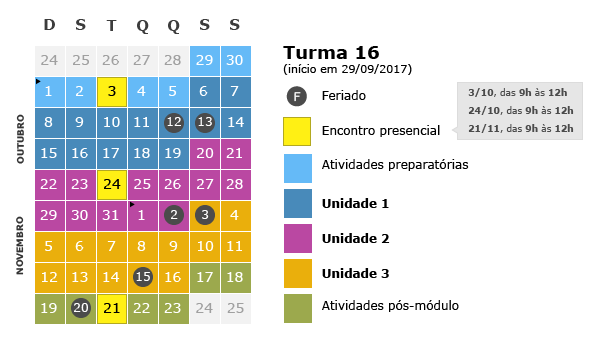 D S T Q Q S S
24 25 26 27 28 29 30
1 2 3 4 5 6 7
8 9 10 11 12 13 14
15 16 17 18 19 20 21
22 23 24 25 26 27 28
29 30 31 1 2 3 4
5 6 7 8 9 10 11
12 13 14 15 16 17 18
19 20 21 22 23 24 25
OUTUBRO
NOVEMBRO
Turma 16
(início em 29/09/2017)
F Feriado
Encontro presencial
3/10, das 9h às 12h
24/10, das 9h às 12h
21/11, das 9h às 12h
Atividades preparatórias
Unidade 1
Unidade 2
Unidade 3
Atividades pós-módulo